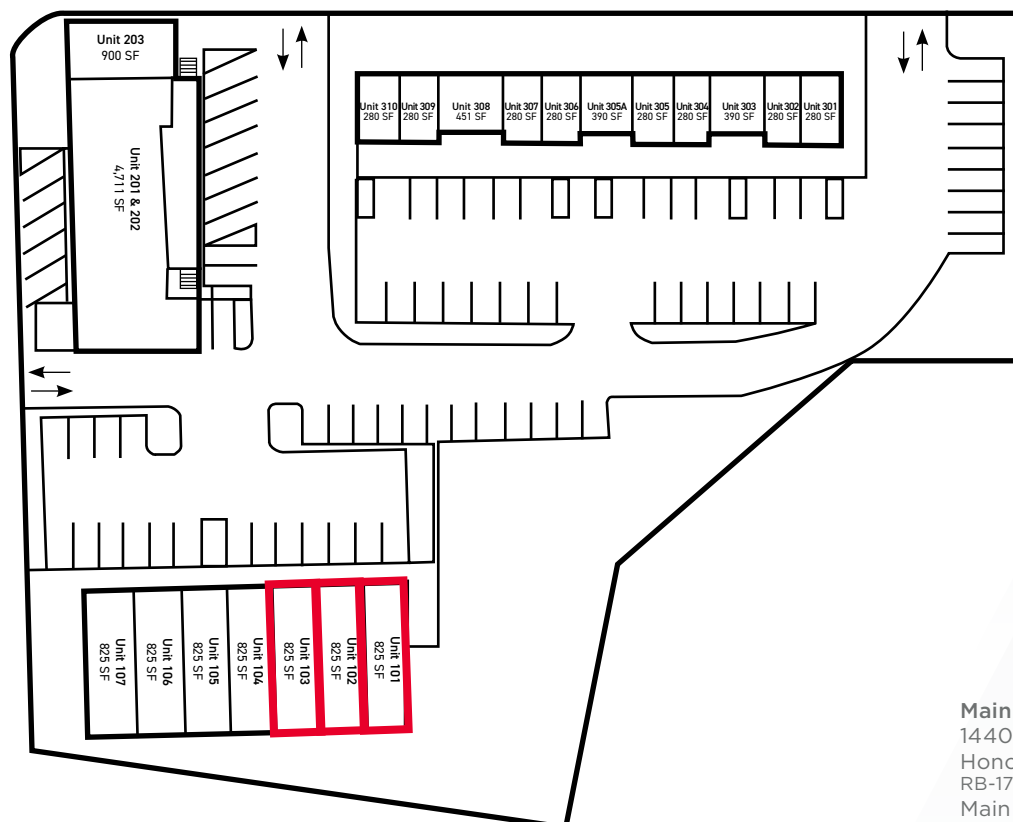 Unit 203
900 SF
Unit 201 & 202
4,711 SF
Unit 310
280 SF
Unit 309
280 SF
Unit 308
451 SF
Unit 307
280 SF
Unit 306
280 SF
Unit 305A
390 SF
Unit 305
280 SF
Unit 304
280 SF
Unit 303
390 SF
Unit 302
280 SF
Unit 301
280 SF
Unit 107
825 SF
Unit 106
825 SF
Unit 105
825 SF
Unit 104
825 SF
Unit 103
825 SF
Unit 102
825 SF
Unit 101
825 SF
Main
1440
Hono
RB-17
Main